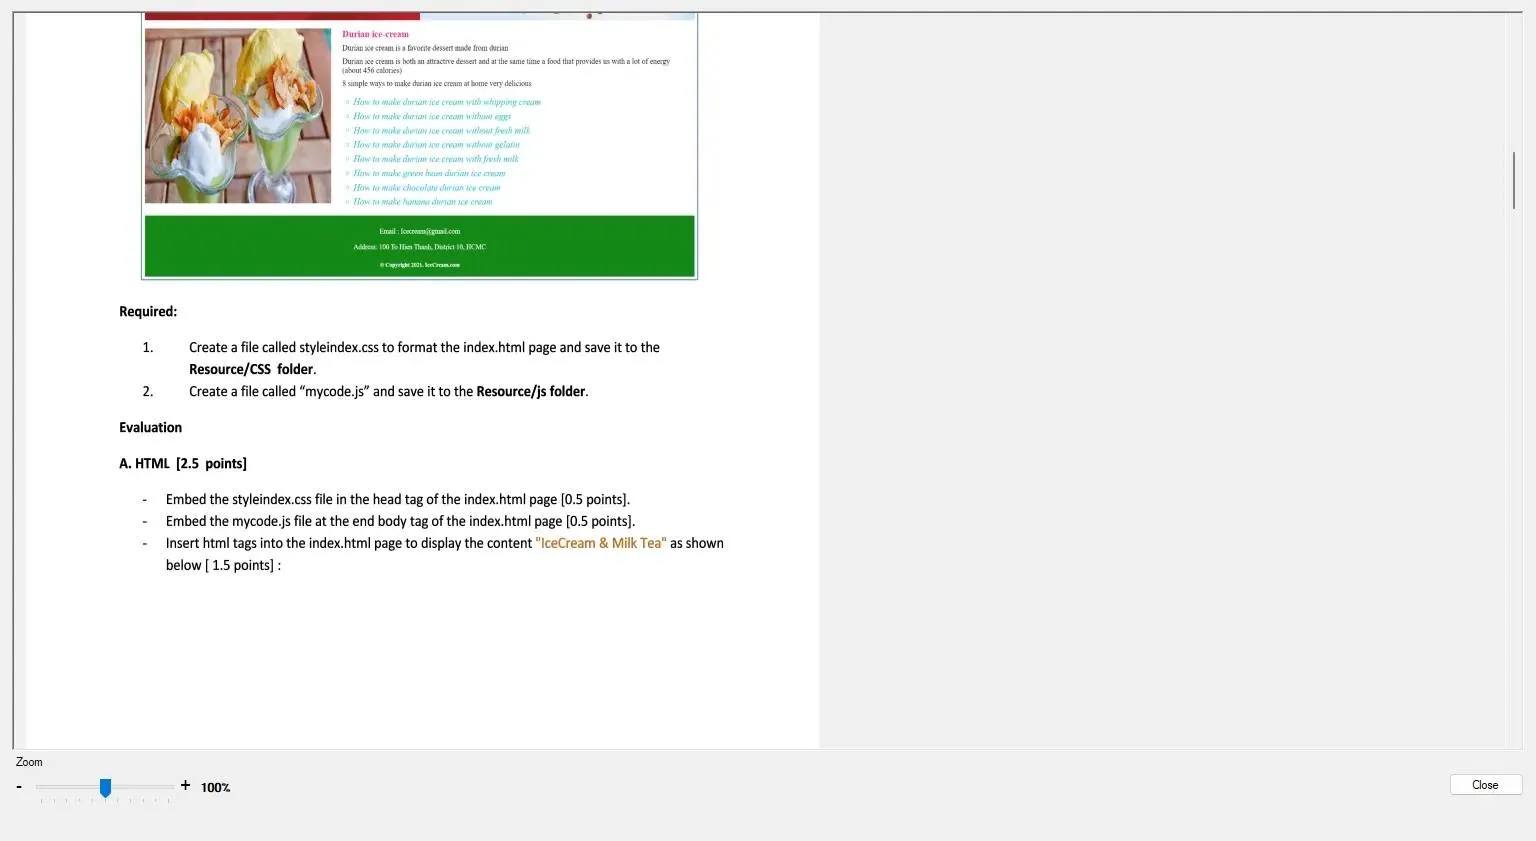 Durian ice-cream
Durian ice cream is a favorite dessert made from durian
Durian ice cream is both an attractive dessert and at the same time a food that provides us with a lot of energy
(about 456 calories)
8 simple ways to make durian ice cream at home very delicious
How to make durian ice cream with whipping cream
How to make durian ice cream without eggs
How to make durian ice cream without fresh milk
How to make durian ice cream without gelatin
How to make durian ice cream with fresh milk
How to make green bean durian ice cream
How to make chocolate durian ice cream
How to make banana durian ice cream
Email : Icecream@gmail.com
Address: 100 To Hien Thanh, District 10, HCMC
© Copyright 2021. IceCream.com
Required:
1. Create a file called styleindex.css to format the index.html page and save it to the
Resource/CSS folder.
2. Create a file called “mycode.js” and save it to the Resource/js folder.
Evaluation
A. HTML [2.5 points]
- Embed the styleindex.css file in the head tag of the index.html page [0.5 points].
- Embed the mycode.js file at the end body tag of the index.html page [0.5 points].
- Insert html tags into the index.html page to display the content "IceCream & Milk Tea" as shown
below [ 1.5 points] :
Zoom
- + 100%
Close